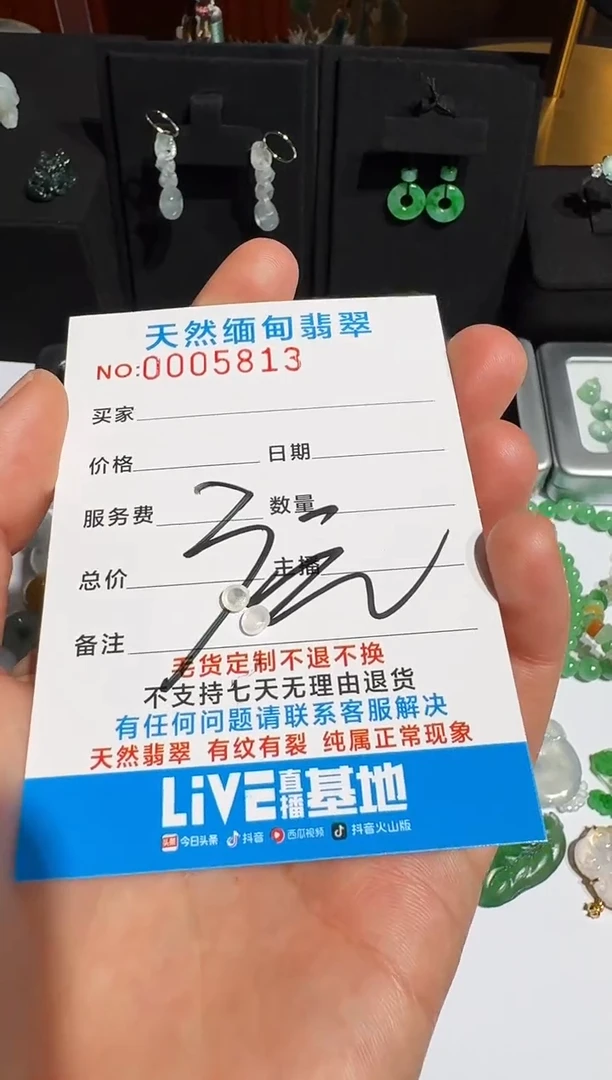 天然缅甸翡翠
NO:0005813
买家
价格 日期
服务费 数量
总价 主播
备注
毛货定制不退不换
不支持七天无理由退货
有任何问题请联系客服解决
天然翡翠 有纹有裂 纯属正常现象
LIVE直播基地
头条 今日头条 抖音 西瓜视频 抖音火山版